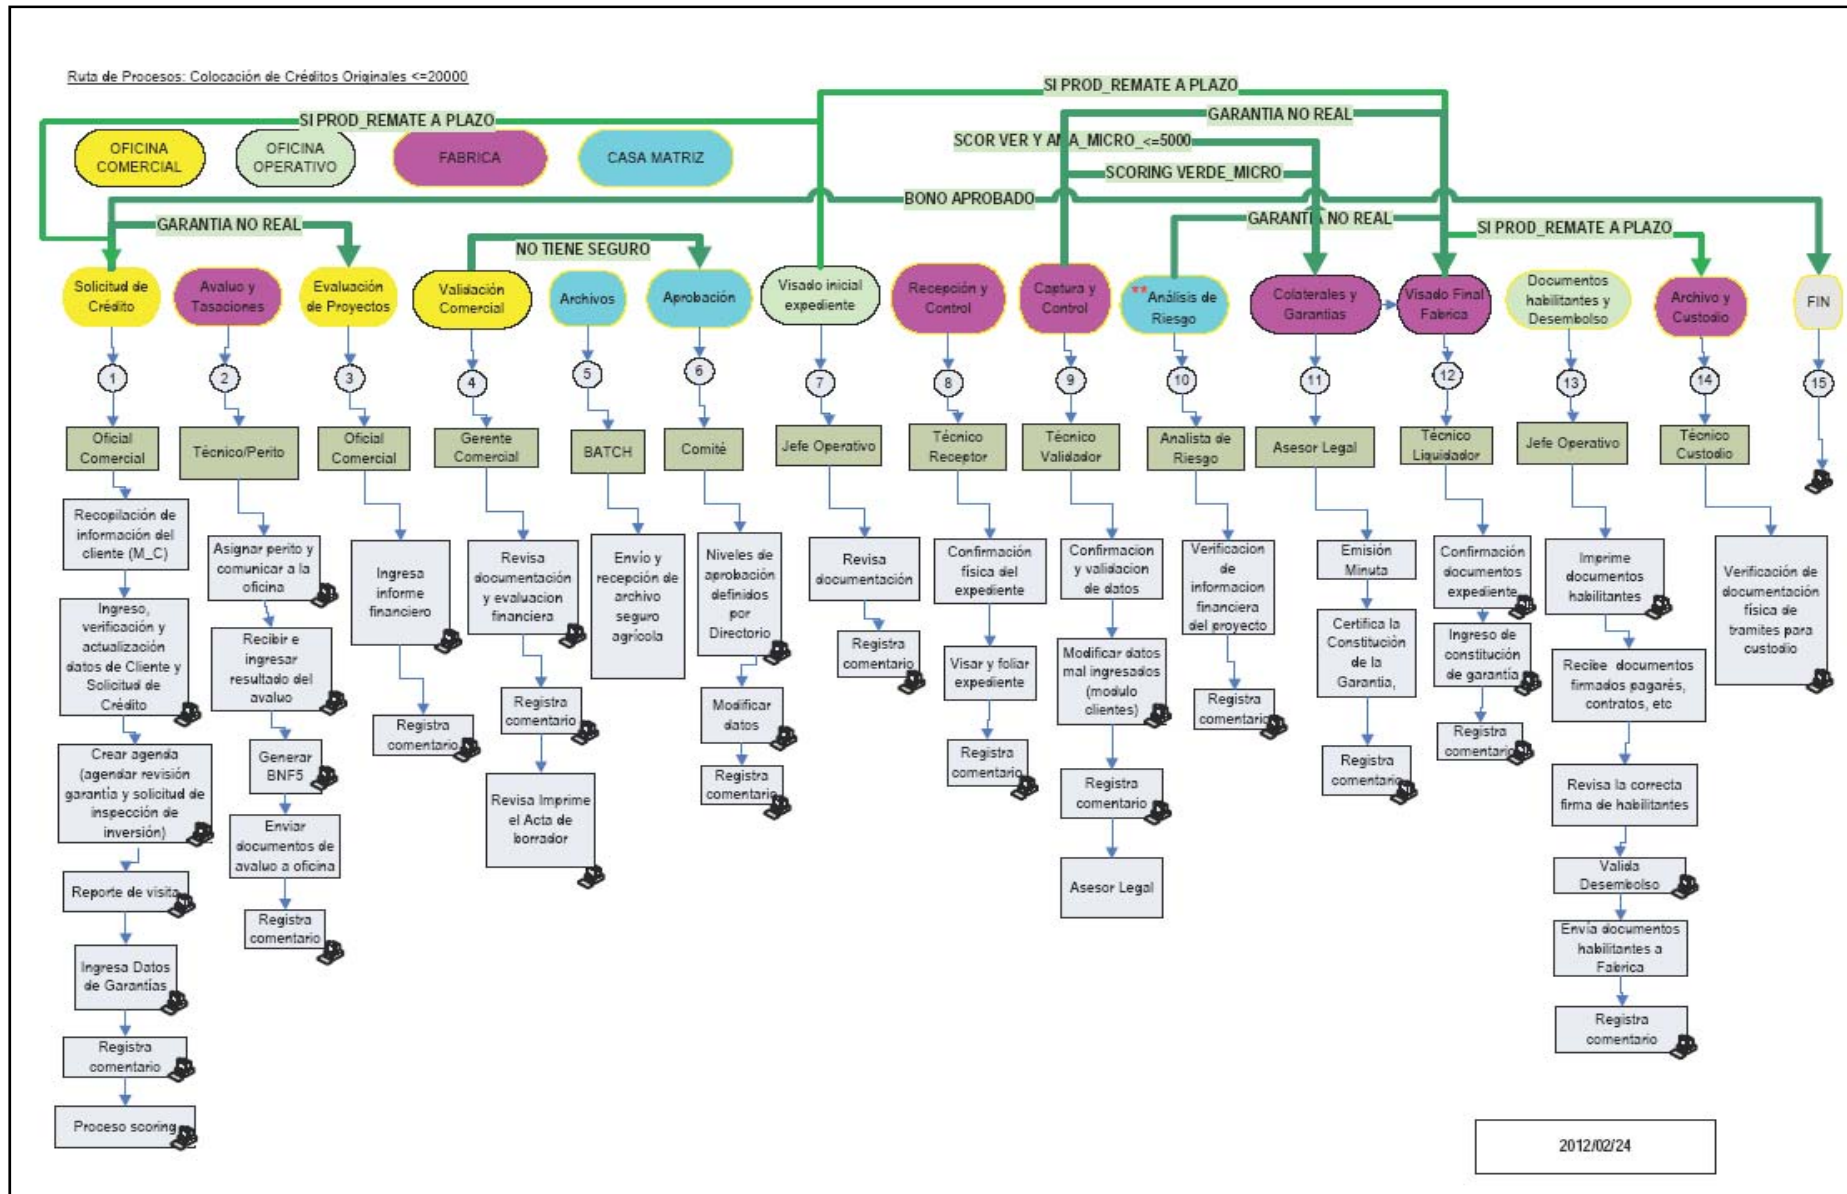 Ruta de Procesos: Colocación de Créditos Originales <=20000
SI PROD_REMATE A PLAZO
SI PROD_REMATE A PLAZO
GARANTIA NO REAL
OFICINA
COMERCIAL
OFICINA
OPERATIVO
FABRICA
CASA MATRIZ
SCOR VER Y AMA_MICRO_<=5000
SCORING VERDE_MICRO
BONO APROBADO
GARANTIA NO REAL
GARANTIA NO REAL
SI PROD_REMATE A PLAZO
NO TIENE SEGURO
Solicitud de
Crédito
Avaluo y
Tasaciones
Evaluación
de Proyectos
Validación
Comercial
Archivos
Aprobación
Visado inicial
expediente
Recepción y
Control
Captura y
Control
**Análisis de
Riesgo
Colaterales y
Garantias
Visado Final
Fabrica
Documentos
habilitantes y
Desembolso
Archivo y
Custodio
FIN
1
2
3
4
5
6
7
8
9
10
11
12
13
14
15
Oficial
Comercial
Técnico/Perito
Oficial
Comercial
Gerente
Comercial
BATCH
Comité
Jefe Operativo
Técnico
Receptor
Técnico
Validador
Analista de
Riesgo
Asesor Legal
Técnico
Liquidador
Jefe Operativo
Técnico
Custodio
Recopilación de
información del
cliente (M_C)
Ingreso,
verificación y
actualización
datos de Cliente y
Solicitud de
Crédito
Crear agenda
(agendar revisión
garantía y solicitud de
inspección de
inversión)
Reporte de visita
Ingresa Datos
de Garantías
Registra
comentario
Proceso scoring
Asignar perito y
comunicar a la
oficina
Recibir e
ingresar
resultado del
avaluo
Generar
BNF5
Enviar
documentos de
avaluo a oficina
Registra
comentario
Ingresa
informe
financiero
Registra
comentario
Revisa
documentación
y evaluacion
financiera
Registra
comentario
Revisa Imprime
el Acta de
borrador
Envío y
recepción de
archivo
seguro
agrícola
Niveles de
aprobación
definidos
por
Directorio
Modificar
datos
Registra
comentario
Revisa
documentación
Registra
comentario
Confirmación
física del
expediente
Visar y foliar
expediente
Registra
comentario
Confirmacion
y validacion
de datos
Modificar datos
mal ingresados
(modulo
clientes)
Registra
comentario
Asesor Legal
Verificacion
de
informacion
financiera
del proyecto
Registra
comentario
Emisión
Minuta
Certifica la
Constitución
de la
Garantía,
Registra
comentario
Confirmación
documentos
expediente
Ingreso de
constitución
de garantía
Registra
comentario
Imprime
documentos
habilitantes
Recibe documentos
firmados pagarés,
contratos, etc
Revisa la correcta
firma de habilitantes
Valida
Desembolso
Envía documentos
habilitantes a
Fabrica
Registra
comentario
Verificación de
documentación
física de
tramites para
custodio
2012/02/24